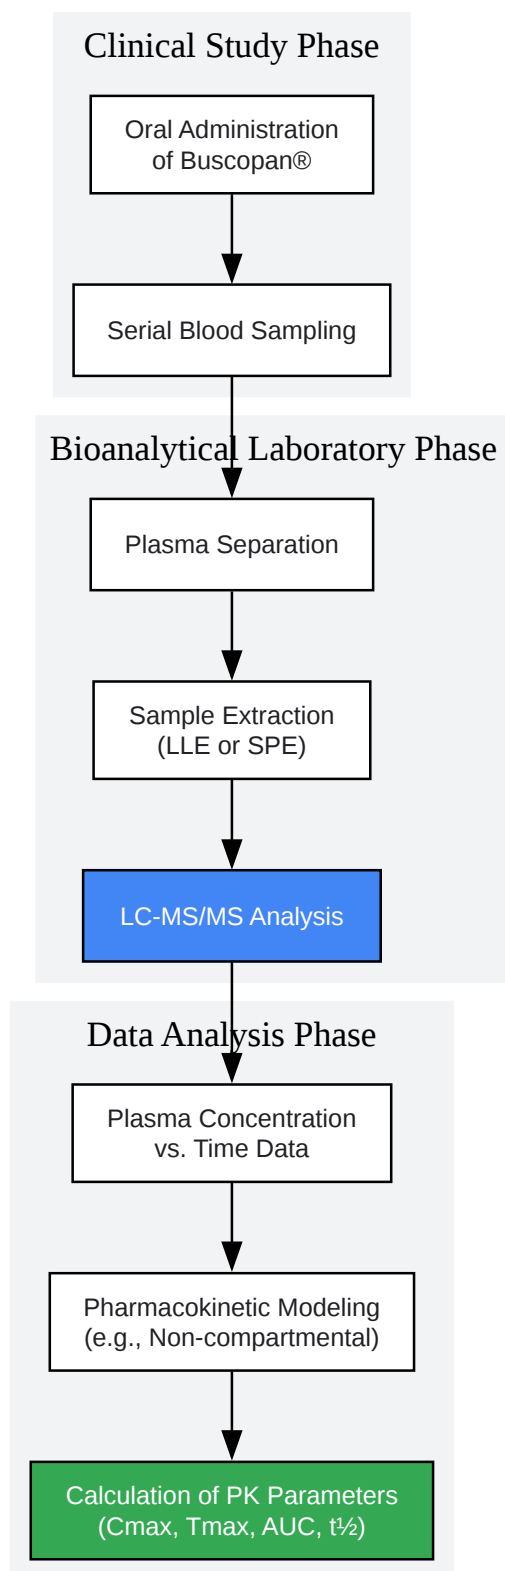 Clinical Study Phase
Oral Administration
of Buscopan®
Serial Blood Sampling
Bioanalytical Laboratory Phase
Plasma Separation
Sample Extraction
(LLE or SPE)
LC-MS/MS Analysis
Data Analysis Phase
Plasma Concentration
vs. Time Data
Pharmacokinetic Modeling
(e.g., Non-compartmental)
Calculation of PK Parameters
(Cmax, Tmax, AUC, t½)